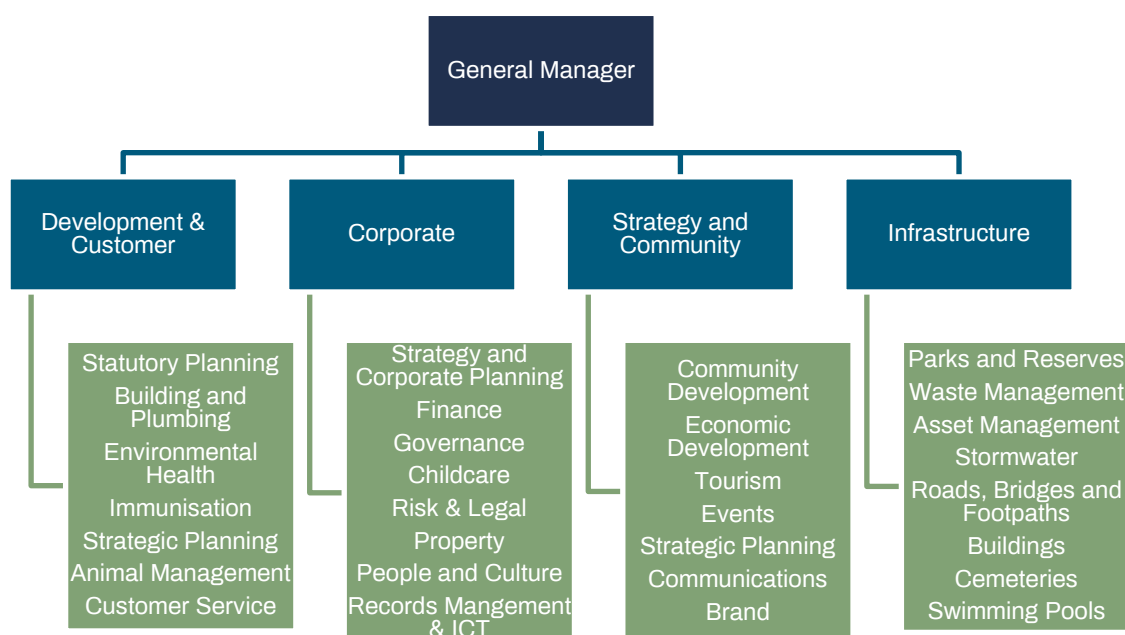 General Manager
Development &
Customer
Corporate
Strategy and
Community
Infrastructure
Statutory Planning
Building and
Plumbing
Environmental
Health
Immunisation
Strategic Planning
Animal Management
Customer Service
Strategy and
Corporate Planning
Finance
Governance
Childcare
Risk & Legal
Property
People and Culture
Records Mangement
& ICT
Community
Development
Economic
Development
Tourism
Events
Strategic Planning
Communications
Brand
Parks and Reserves
Waste Management
Asset Management
Stormwater
Roads, Bridges and
Footpaths
Buildings
Cemeteries
Swimming Pools